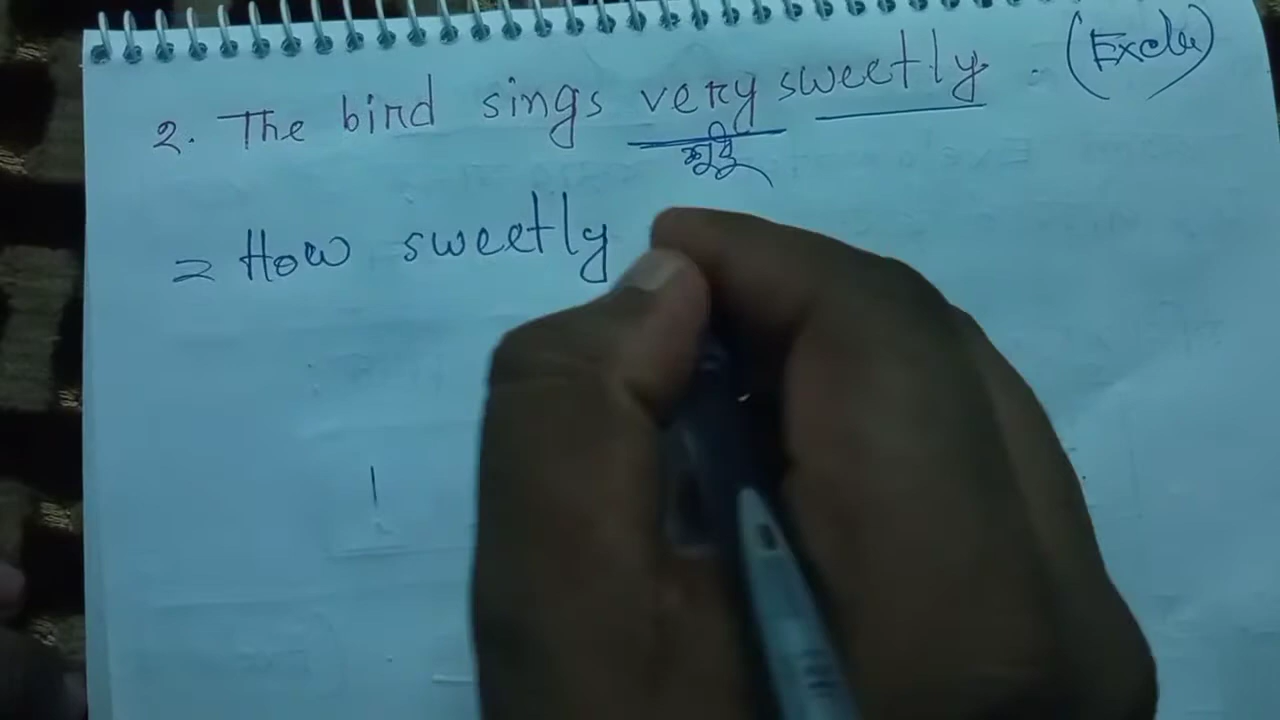 2. The bird sings very sweetly. (Excla)
= How sweetly